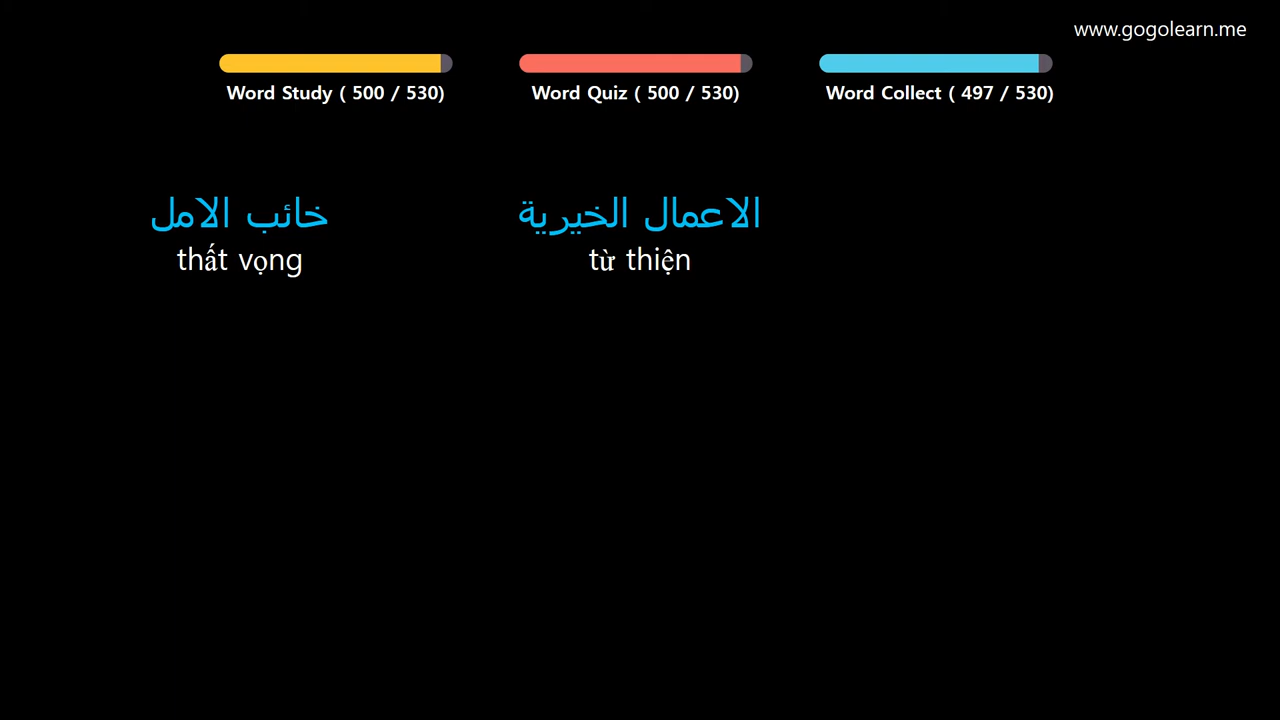 www.gogolearn.me
Word Study ( 500 / 530)
Word Quiz ( 500 / 530)
Word Collect ( 497 / 530)
خائب الامل
thất vọng
الاعمال الخيرية
từ thiện